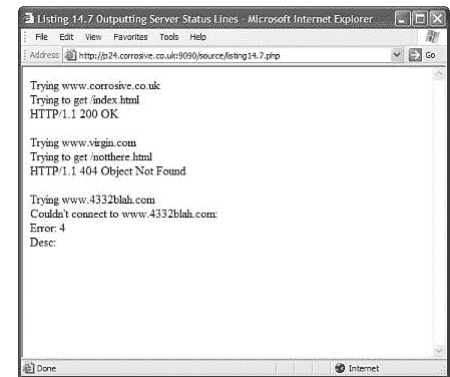 Listing 14.7 Outputting Server Status Lines - Microsoft Internet Explorer
File Edit View Favorites Tools Help
Address http://p24.corrosive.co.uk:9090/source/listing14.7.php Go
Trying www.corrosive.co.uk
Trying to get /index.html
HTTP/1.1 200 OK
Trying www.virgin.com
Trying to get /notthere.html
HTTP/1.1 404 Object Not Found
Trying www.4332blah.com
Couldn't connect to www.4332blah.com:
Error: 4
Desc:
Done Internet